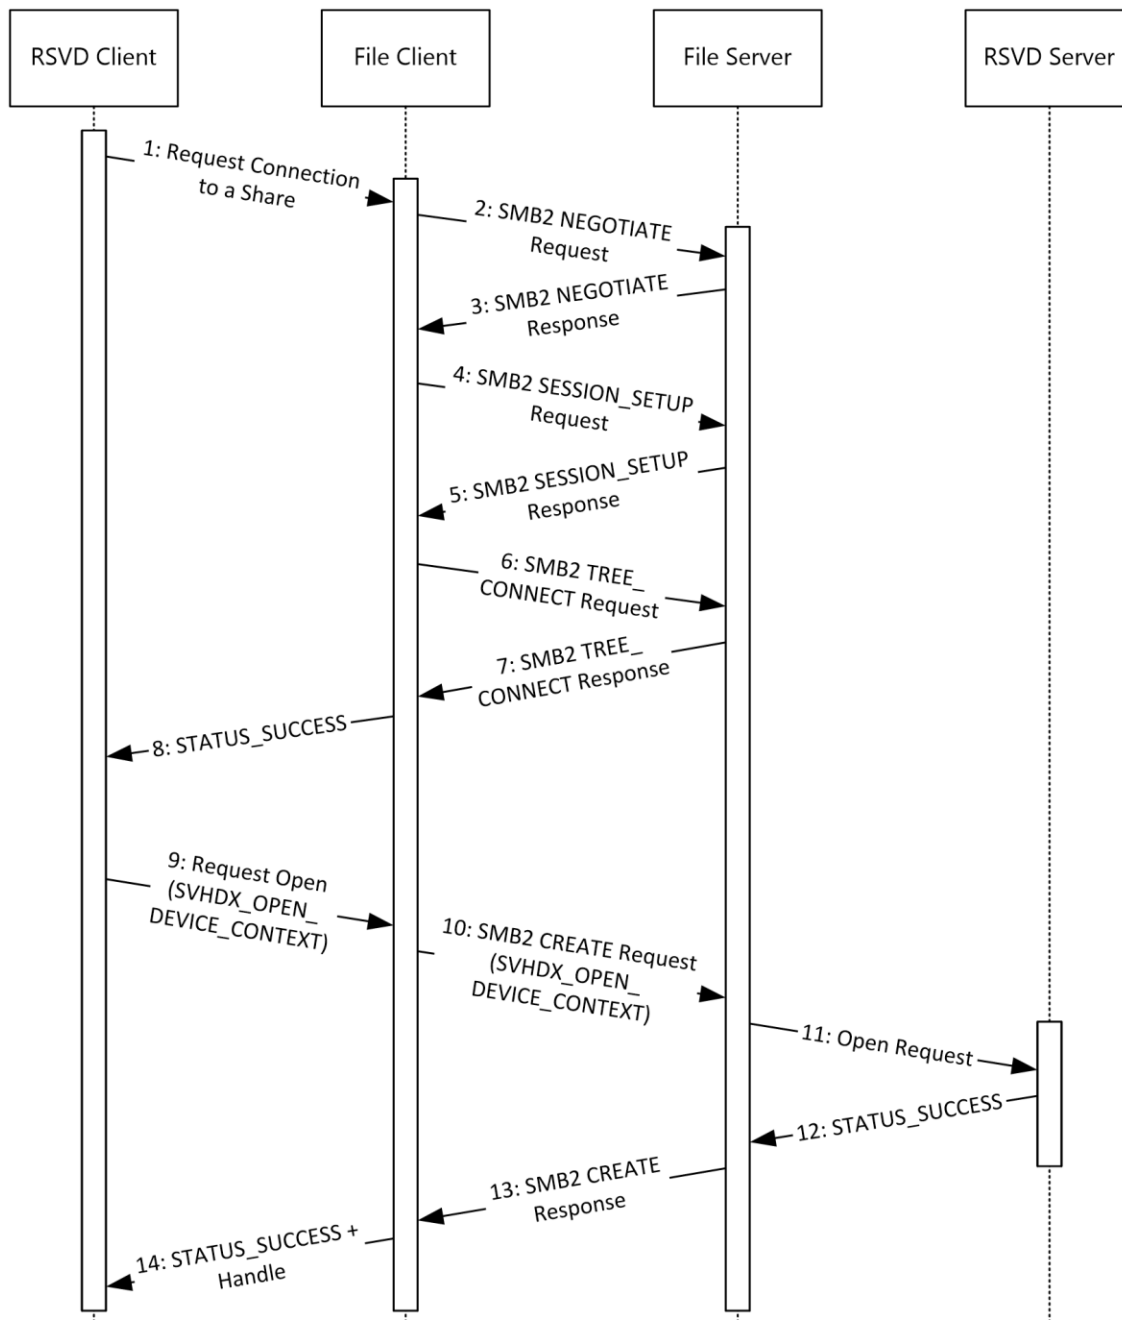 RSVD Client
File Client
File Server
RSVD Server
1: Request Connection
to a Share
2: SMB2 NEGOTIATE
Request
3: SMB2 NEGOTIATE
Response
4: SMB2 SESSION_SETUP
Request
5: SMB2 SESSION_SETUP
Response
6: SMB2 TREE_
CONNECT Request
7: SMB2 TREE_
CONNECT Response
8: STATUS_SUCCESS
9: Request Open
(SVHDX_OPEN_
DEVICE_CONTEXT)
10: SMB2 CREATE Request
(SVHDX_OPEN_
DEVICE_CONTEXT)
11: Open Request
12: STATUS_SUCCESS
13: SMB2 CREATE
Response
14: STATUS_SUCCESS +
Handle